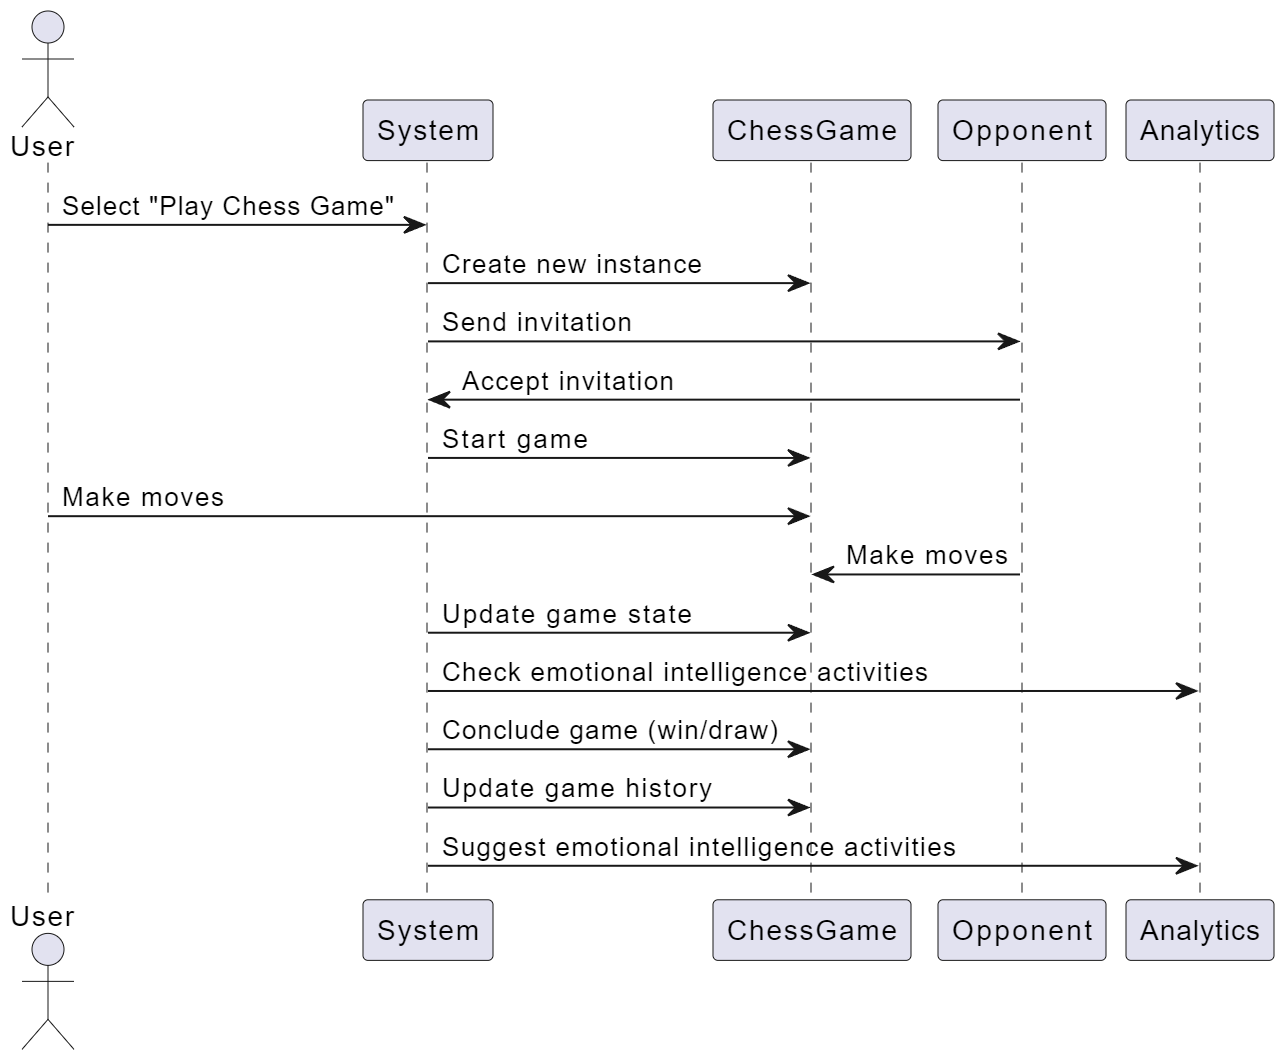 User
System
ChessGame
Opponent
Analytics
Select "Play Chess Game"
Create new instance
Send invitation
Accept invitation
Start game
Make moves
Make moves
Update game state
Check emotional intelligence activities
Conclude game (win/draw)
Update game history
Suggest emotional intelligence activities
User
System
ChessGame
Opponent
Analytics